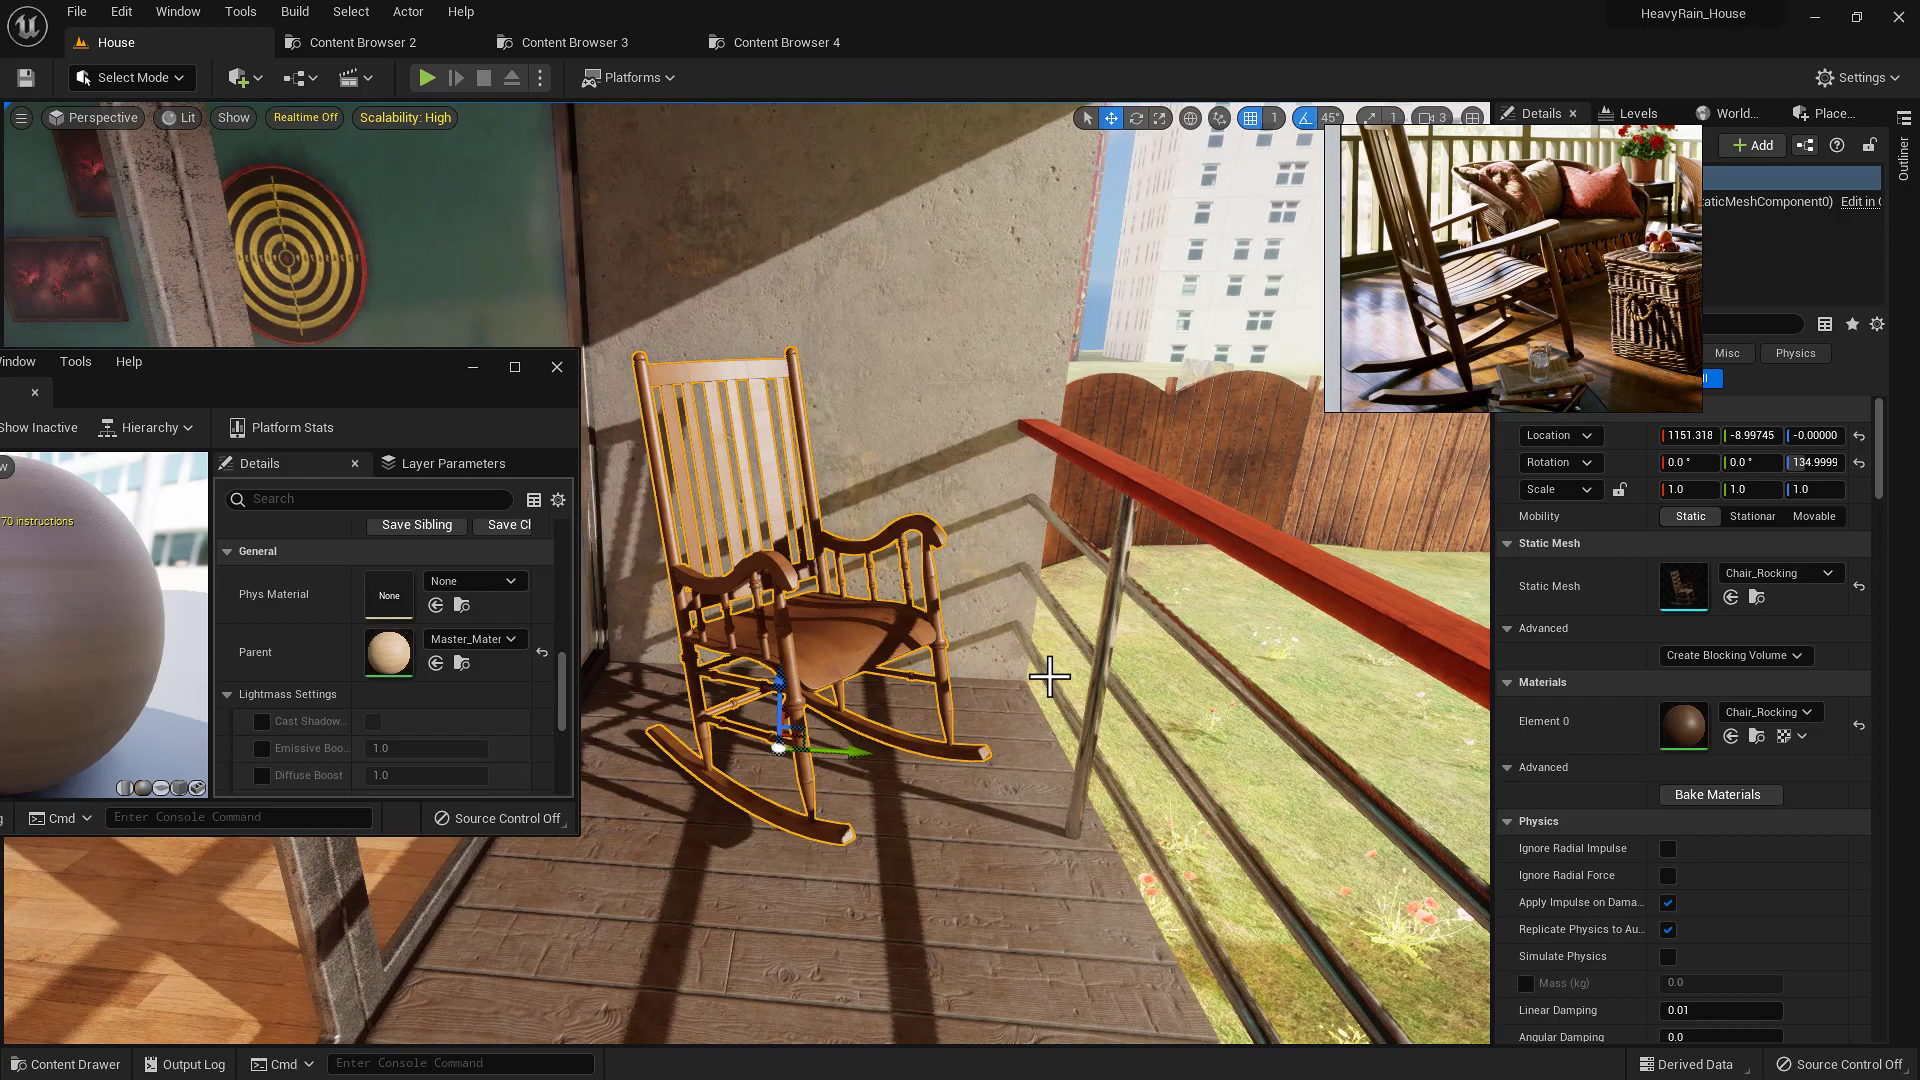 File Edit Window Tools Build Select Actor Help
HeavyRain_House
House
Content Browser 2
Content Browser 3
Content Browser 4
Select Mode
Platforms
Settings
Perspective
Lit
Show
Realtime Off
Scalability: High
1
45°
1
3
Details
Levels
World...
Place...
Outliner
Add
taticMeshComponent0)
Edit in
Misc
Physics
indow Tools Help
Show Inactive
Hierarchy
Platform Stats
Details
Layer Parameters
Search
70 instructions
Save Sibling
Save Cl
General
Phys Material
None
None
Parent
Master_Mater
Lightmass Settings
Cast Shadow...
Emissive Boo...
1.0
Diffuse Boost
1.0
Cmd
Enter Console Command
Source Control Off
Location
1151.318
-8.99745
-0.00000
Rotation
0.0 °
0.0 °
134.9999
Scale
1.0
1.0
1.0
Mobility
Static
Stationar
Movable
Static Mesh
Static Mesh
Chair_Rocking
Advanced
Create Blocking Volume
Materials
Element 0
Chair_Rocking
Advanced
Bake Materials
Physics
Ignore Radial Impulse
Ignore Radial Force
Apply Impulse on Dama...
Replicate Physics to Au...
Simulate Physics
Mass (kg)
0.0
Linear Damping
0.01
Angular Damping
0.0
Content Drawer
Output Log
Cmd
Enter Console Command
Derived Data
Source Control Off